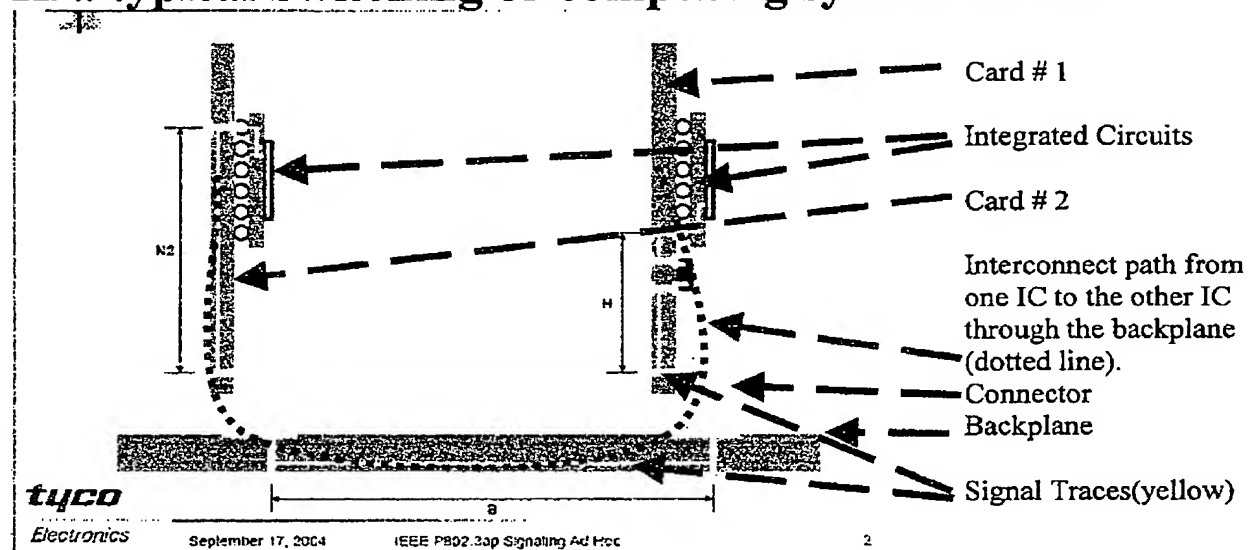 Card # 1
Integrated Circuits
Card # 2
N2
H
Interconnect path from
one IC to the other IC
through the backplane
(dotted line).
Connector
Backplane
Signal Traces(yellow)
a
tyco
Electronics
September 17, 2004
IEEE P802.3ap Signaling Ad Hoc
2